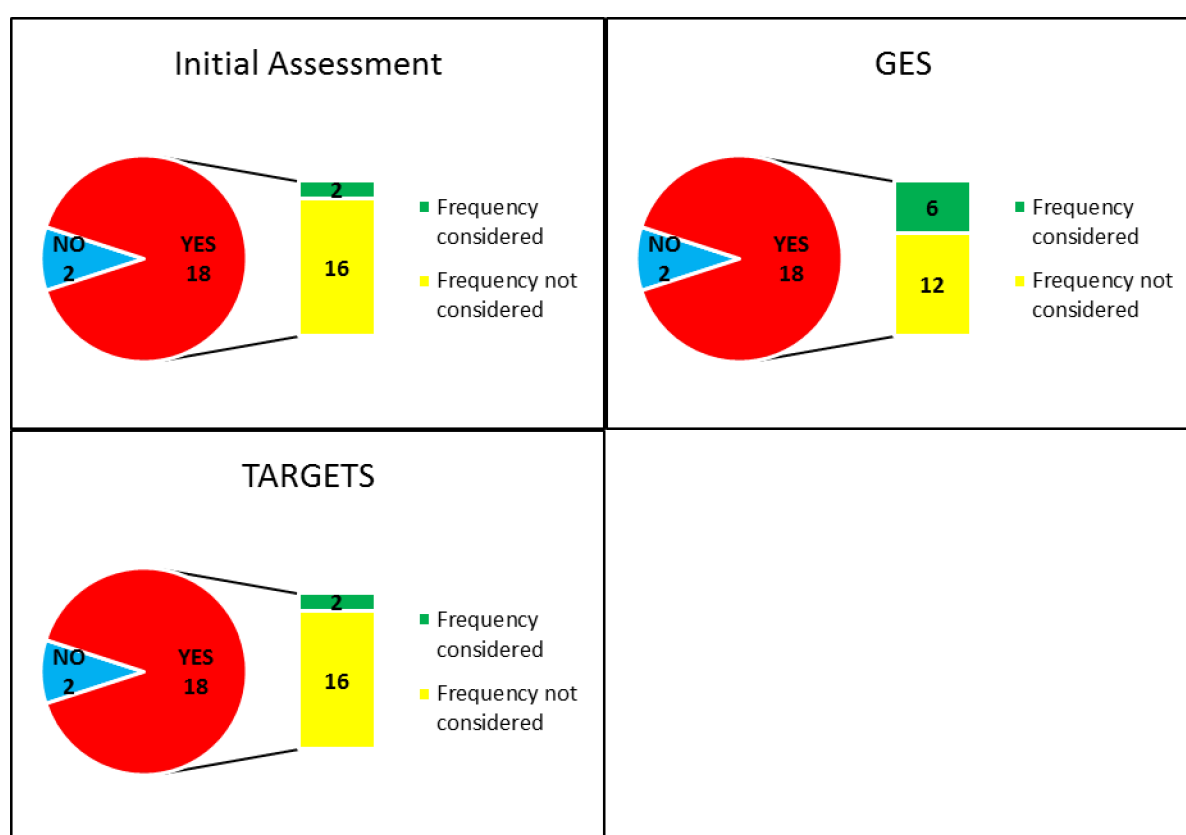 Initial Assessment
NO
2
YES
18
2
16
Frequency
considered
Frequency not
considered
GES
NO
2
YES
18
6
12
Frequency
considered
Frequency not
considered
TARGETS
NO
2
YES
18
2
16
Frequency
considered
Frequency not
considered